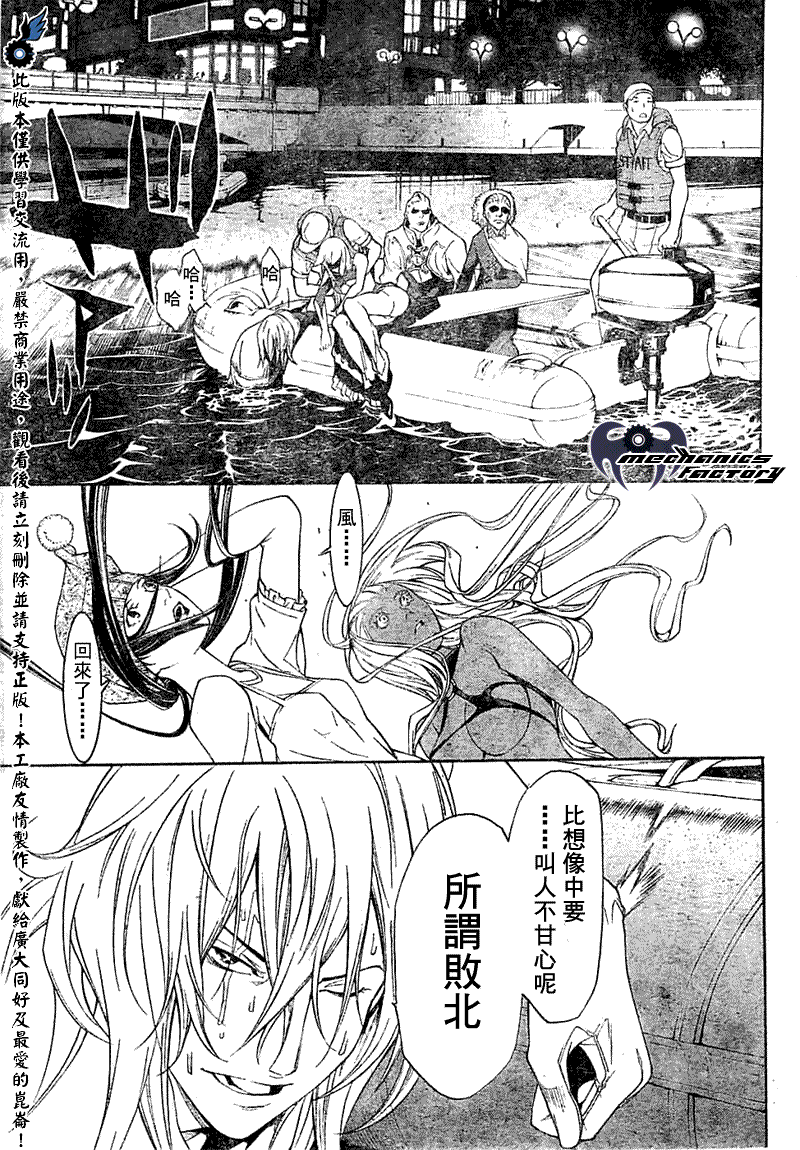 哈
哈…
哈
STAFF
mechanics
Factory
風……
回來了……
比想像中要
……叫人不甘心呢
所謂敗北
此版本僅供學習交流用，嚴禁商業用途，觀看後請立刻刪除並請支持正版！本工廠友情製作，獻給廣大同好及最愛的崑崙！